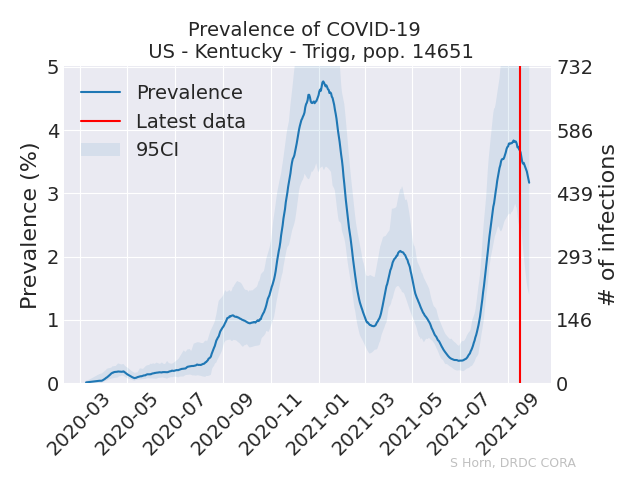 Prevalence of COVID-19
US - Kentucky - Trigg, pop. 14651
Prevalence (%)
5
4
3
2
1
0
732
586
439
293
146
0
# of infections
Prevalence
Latest data
95CI
2020-03
2020-05
2020-07
2020-09
2020-11
2021-01
2021-03
2021-05
2021-07
2021-09
S Horn, DRDC CORA